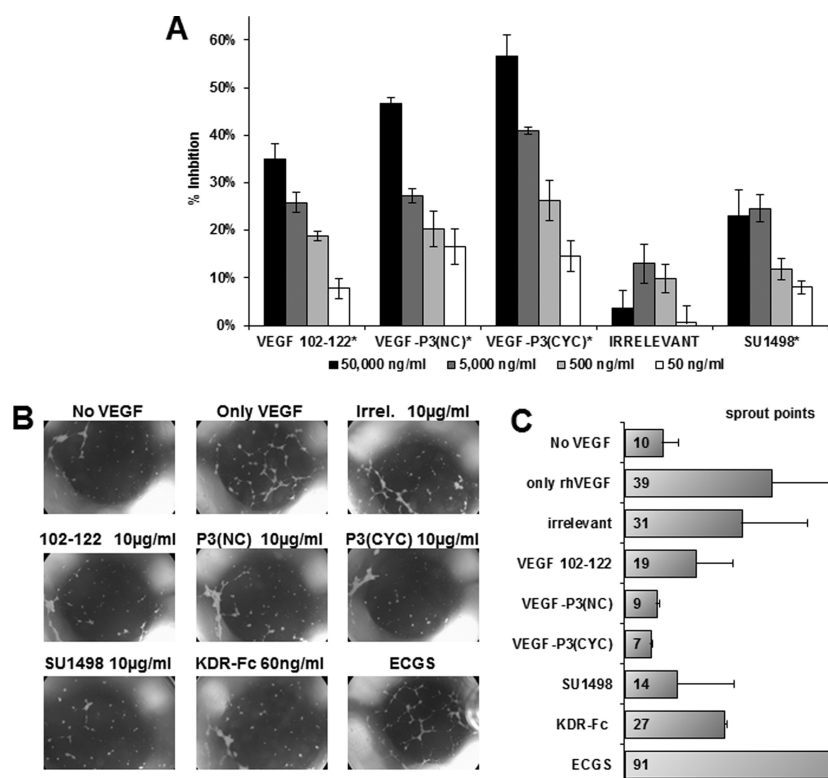 A
60%
50%
40%
30%
20%
10%
0%
% Inhbition
VEGF 102-122* VEGF-P3(NC)* VEGF-P3(CYC)* IRRELEVANT SU1498*
50,000 ng/ml 5,000 ng/ml 500 ng/ml 50 ng/ml
B
No VEGF Only VEGF Irrel. 10µg/ml
102-122 10µg/ml P3(NC) 10µg/ml P3(CYC) 10µg/ml
SU1498 10µg/ml KDR-Fc 60ng/ml ECGS
C
sprout points
No VEGF 10
only rhVEGF 39
irrelevant 31
VEGF 102-122 19
VEGF-P3(NC) 9
VEGF-P3(CYC) 7
SU1498 14
KDR-Fc 27
ECGS 91